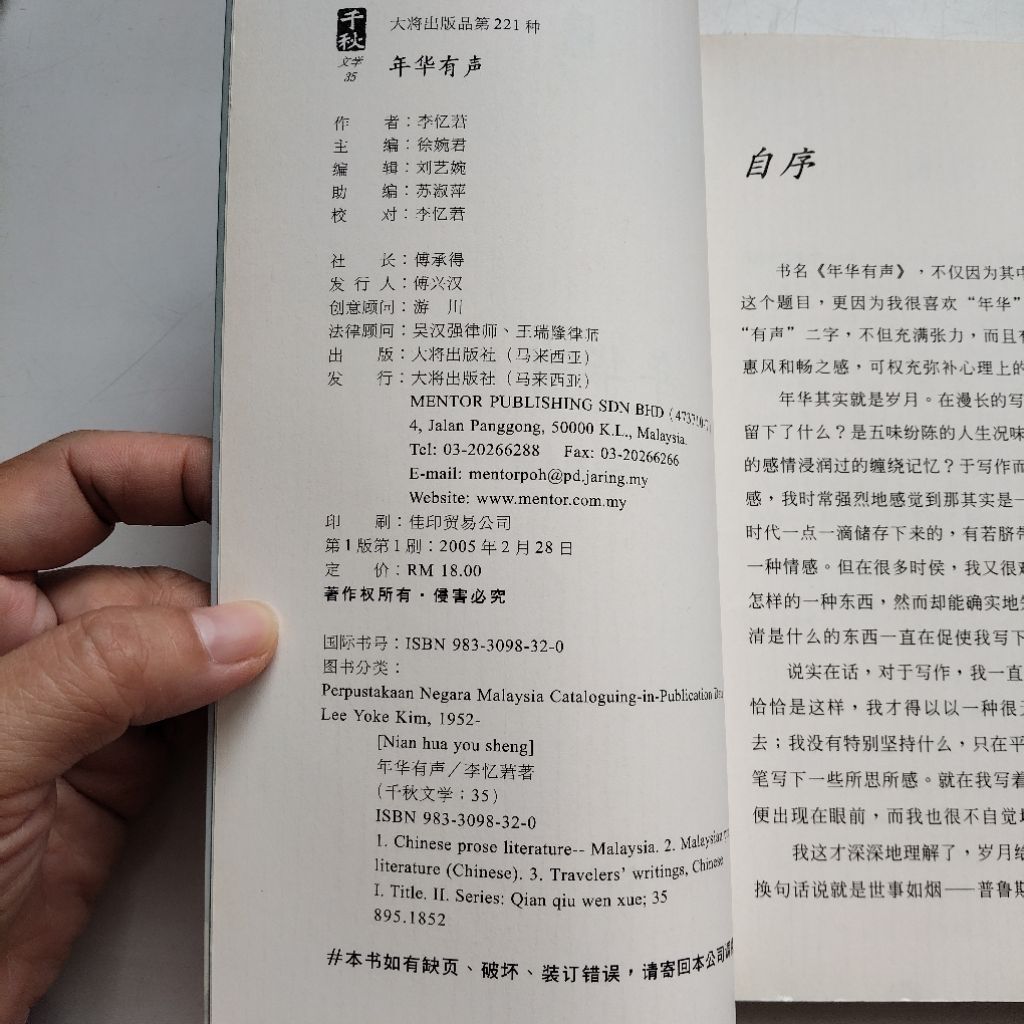 千秋
文学
35
大将出版品第 221 种
年华有声
作 者：李忆莙
主 编：徐婉君
编 辑：刘艺婉
助 编：苏淑萍
校 对：李忆莙
社 长：傅承得
发 行 人：傅兴汉
创意顾问：游 川
法律顾问：吴汉强律师、王瑞隆律师
出 版：大将出版社（马来西亚）
发 行：大将出版社（马来西亚）
MENTOR PUBLISHING SDN BHD
4, Jalan Panggong, 50000 K.L., Malaysia.
Tel: 03-20266288 Fax: 03-20266266
E-mail: mentorpoh@pd.jaring.my
Website: www.mentor.com.my
印 刷：佳印贸易公司
第 1 版第 1 刷：2005 年 2 月 28 日
定 价：RM 18.00
著作权所有·侵害必究
国际书号：ISBN 983-3098-32-0
图书分类：
Perpustakaan Negara Malaysia Cataloguing-in-Publication
Lee Yoke Kim, 1952-
[Nian hua you sheng]
年华有声／李忆莙著
（千秋文学；35）
ISBN 983-3098-32-0
1. Chinese prose literature-- Malaysia. 2. Malaysian
literature (Chinese). 3. Travelers' writings, Chinese
I. Title. II. Series: Qian qiu wen xue; 35
895.1852
#本书如有缺页、破坏、装订错误，请寄回本公司
自序
书名《年华有声》，不仅因为其中
这个题目，更因为我很喜欢“年华”
“有声”二字，不但充满张力，而且有
惠风和畅之感，可权充弥补心理上的
年华其实就是岁月。在漫长的写
留下了什么？是五味纷陈的人生况味
的感情浸润过的缠绕记忆？于写作而
感，我时常强烈地感觉到那其实是一
时代一点一滴储存下来的，有若脐带
一种情感。但在很多时侯，我又很难
怎样的一种东西，然而却能确实地知
清是什么的东西一直在促使我写下
说实在话，对于写作，我一直
恰恰是这样，我才得以以一种很无
去；我没有特别坚持什么，只在平
笔写下一些所思所感。就在我写着
便出现在眼前，而我也很不自觉地
我这才深深地理解了，岁月给
换句话说就是世事如烟——普鲁斯